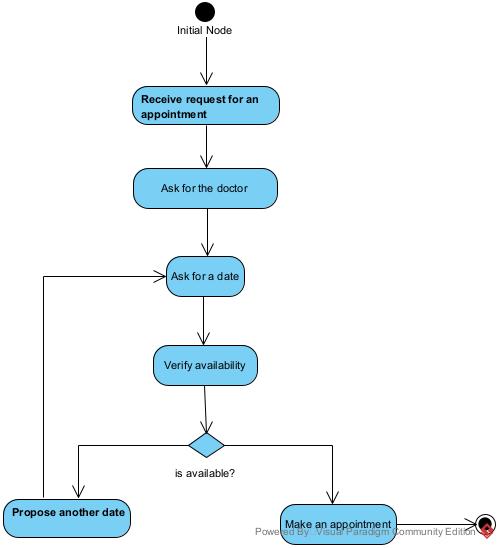 Initial Node
Receive request for an
appointment
Ask for the doctor
Ask for a date
Verify availability
is available?
Propose another date
Make an appointment
Powered By Visual Paradigm Community Edition